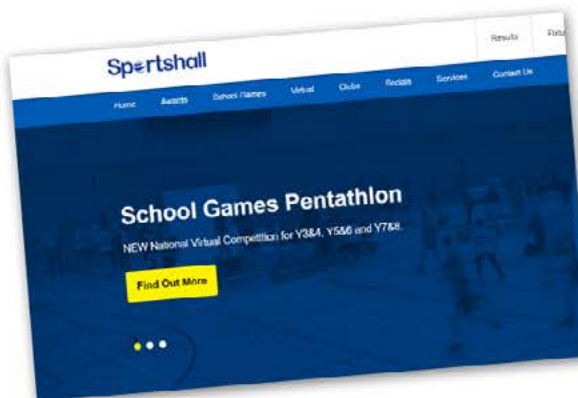 Sportshall
Results
Home Awards School Games Virtual Clubs Socials Services Contact Us
School Games Pentathlon
NEW National Virtual Competition for Y3&4, Y5&6 and Y7&8.
Find Out More